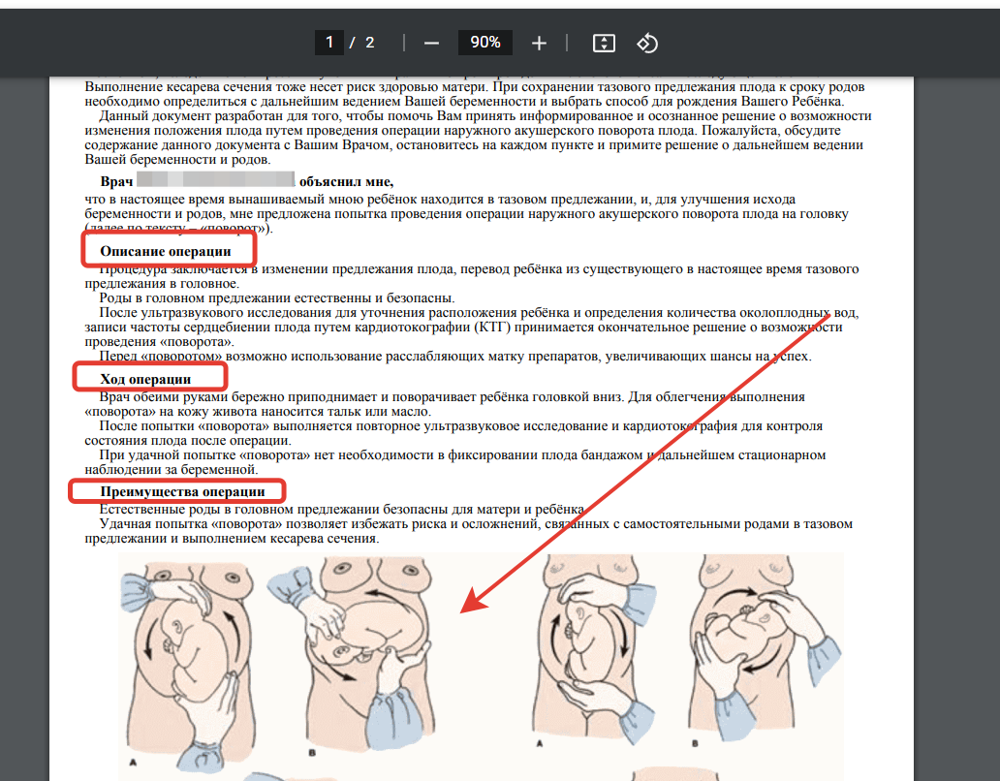 1 / 2
90%
Выполнение кесарева сечения тоже несет риск здоровью матери. При сохранении тазового предлежания плода к сроку родов
необходимо определиться с дальнейшим ведением Вашей беременности и выбрать способ для рождения Вашего Ребёнка.
Данный документ разработан для того, чтобы помочь Вам принять информированное и осознанное решение о возможности
изменения положения плода путем проведения операции наружного акушерского поворота плода. Пожалуйста, обсудите
содержание данного документа с Вашим Врачом, остановитесь на каждом пункте и примите решение о дальнейшем ведении
Вашей беременности и родов.
Врач объяснил мне,
что в настоящее время вынашиваемый мною ребёнок находится в тазовом предлежании, и, для улучшения исхода
беременности и родов, мне предложена попытка проведения операции наружного акушерского поворота плода на головку
(далее по тексту – «поворот»).
Описание операции
Процедура заключается в изменении предлежания плода, перевод ребёнка из существующего в настоящее время тазового
предлежания в головное.
Роды в головном предлежании естественны и безопасны.
После ультразвукового исследования для уточнения расположения ребёнка и определения количества околоплодных вод,
записи частоты сердцебиении плода путем кардиотокографии (КТГ) принимается окончательное решение о возможности
проведения «поворота».
Перед «поворотом» возможно использование расслабляющих матку препаратов, увеличивающих шансы на успех.
Ход операции
Врач обеими руками бережно приподнимает и поворачивает ребёнка головкой вниз. Для облегчения выполнения
«поворота» на кожу живота наносится тальк или масло.
После попытки «поворота» выполняется повторное ультразвуковое исследование и кардиотокография для контроля
состояния плода после операции.
При удачной попытке «поворота» нет необходимости в фиксировании плода бандажом и дальнейшем стационарном
наблюдении за беременной.
Преимущества операции
Естественные роды в головном предлежании безопасны для матери и ребёнка.
Удачная попытка «поворота» позволяет избежать риска и осложнений, связанных с самостоятельными родами в тазовом
предлежании и выполнением кесарева сечения.
A
B
A
B